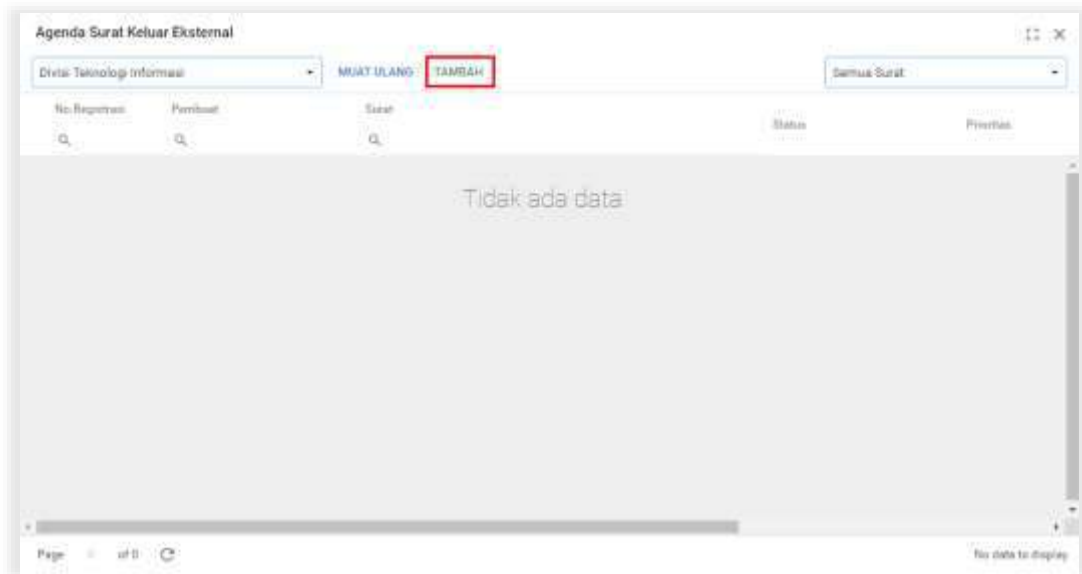 Agenda Surat Keluar Eksternal
Divisi Teknologi Informasi MUAT ULANG TAMBAH Semua Surat
No.Registrasi Pembuat Surat Status Prioritas
Tidak ada data
Page of 0 No data to display